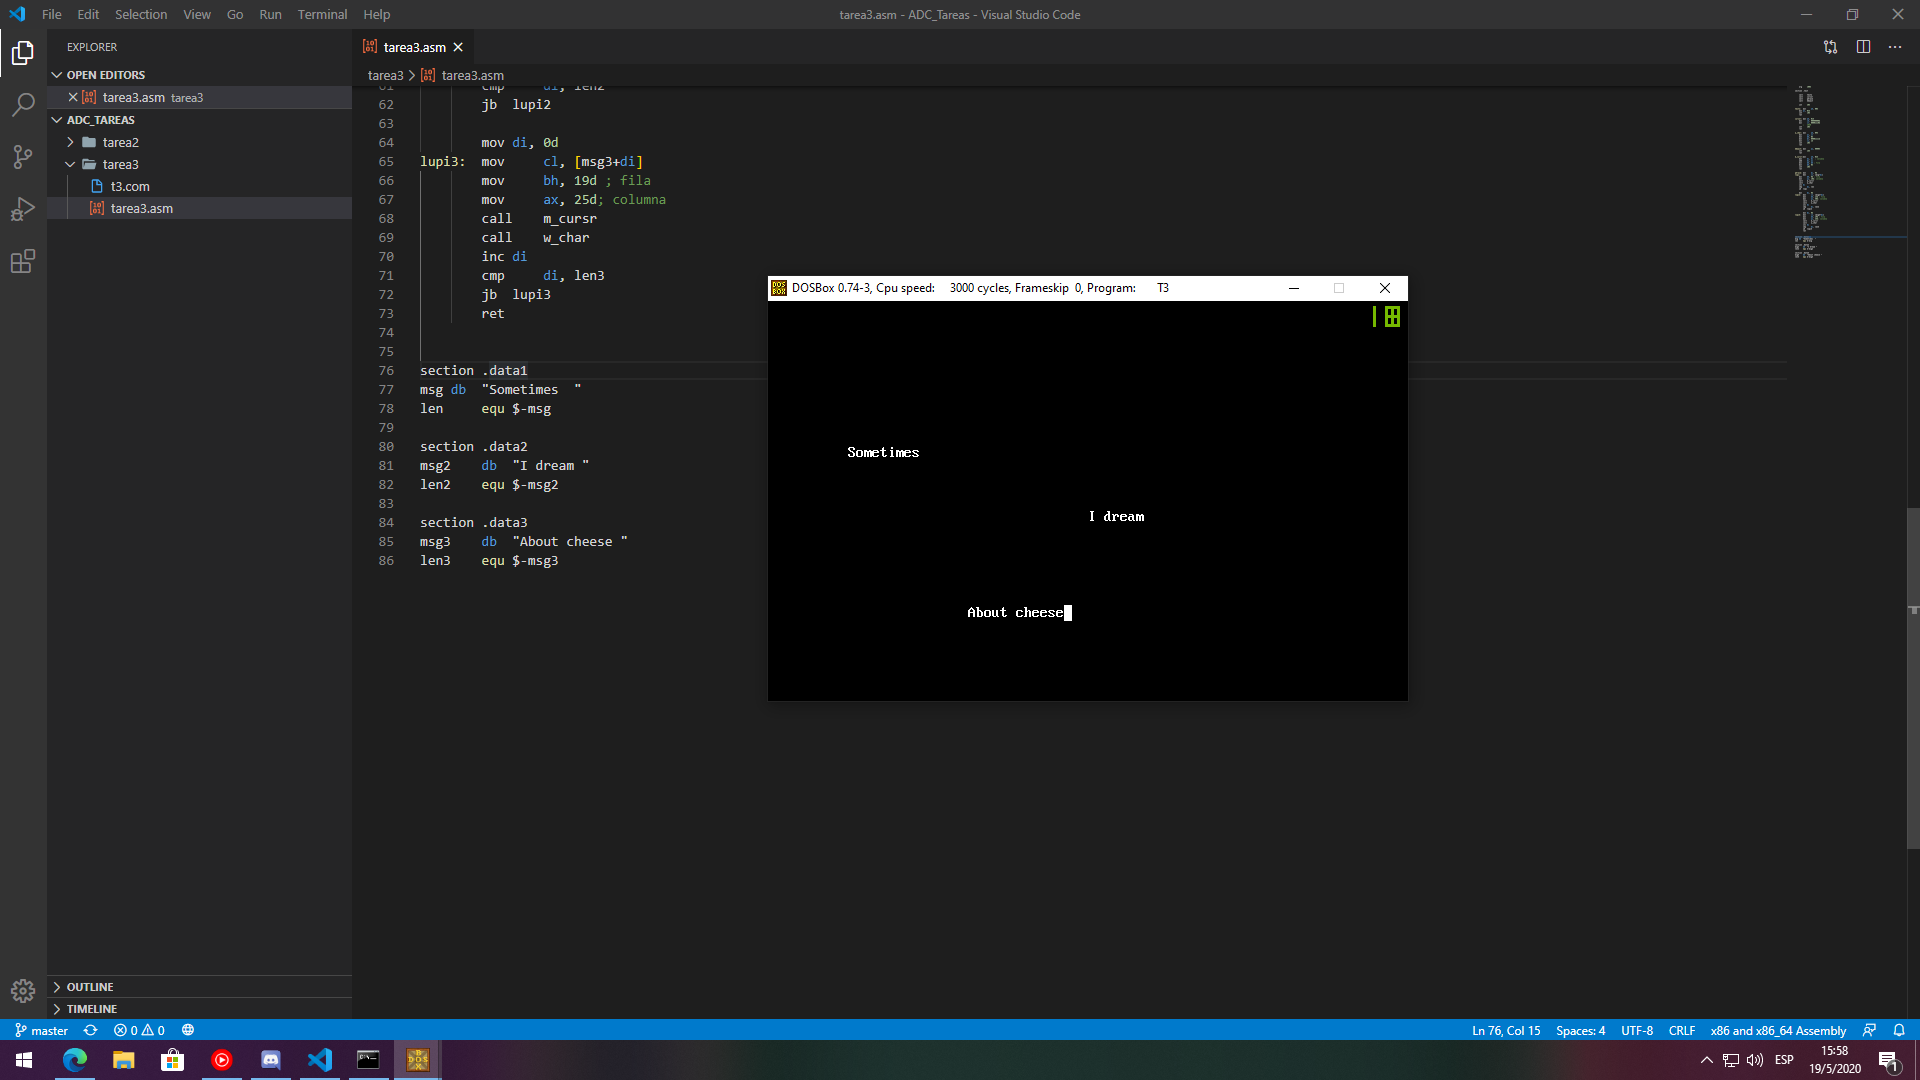 File Edit Selection View Go Run Terminal Help
tarea3.asm - ADC_Tareas - Visual Studio Code
EXPLORER
OPEN EDITORS
tarea3.asm tarea3
ADC_TAREAS
tarea2
tarea3
t3.com
tarea3.asm
OUTLINE
TIMELINE
tarea3.asm
tarea3 > tarea3.asm
61 cmp di, len2
62 jb lupi2
63
64 mov di, 0d
65 lupi3: mov cl, [msg3+di]
66 mov bh, 19d ; fila
67 mov ax, 25d; columna
68 call m_cursr
69 call w_char
70 inc di
71 cmp di, len3
72 jb lupi3
73 ret
74
75
76 section .data1
77 msg db "Sometimes  "
78 len equ $-msg
79
80 section .data2
81 msg2 db "I dream "
82 len2 equ $-msg2
83
84 section .data3
85 msg3 db "About cheese "
86 len3 equ $-msg3
DOSBox 0.74-3, Cpu speed: 3000 cycles, Frameskip 0, Program: T3
Sometimes
I dream
About cheese
master 0 0
Ln 76, Col 15 Spaces: 4 UTF-8 CRLF x86 and x86_64 Assembly
ESP
15:58
19/5/2020
1